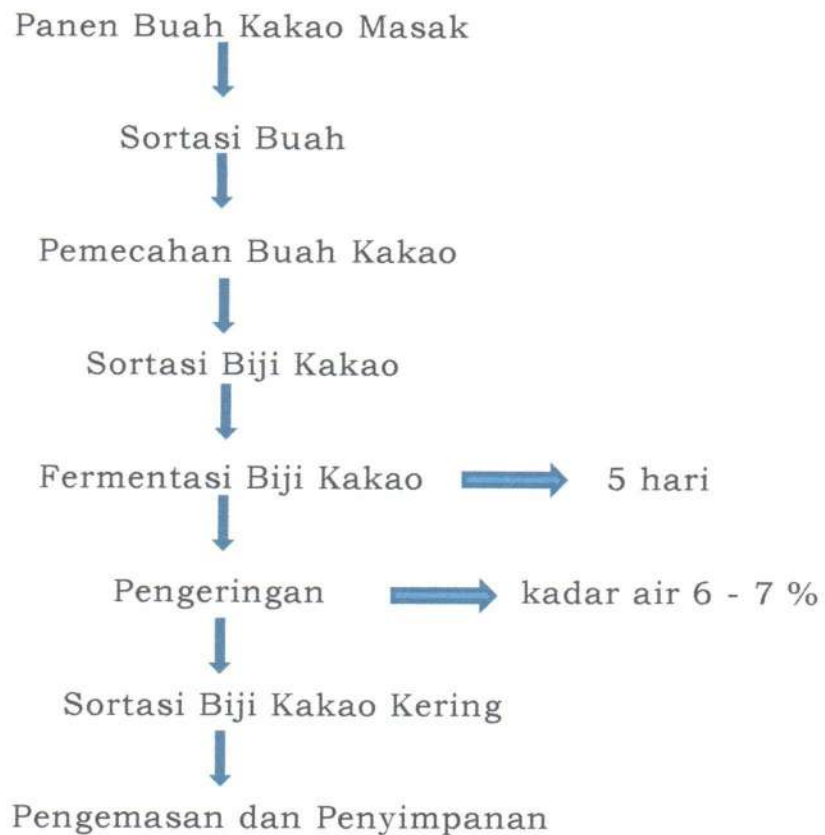 Panen Buah Kakao Masak
Sortasi Buah
Pemecahan Buah Kakao
Sortasi Biji Kakao
Fermentasi Biji Kakao 5 hari
Pengeringan kadar air 6 - 7 %
Sortasi Biji Kakao Kering
Pengemasan dan Penyimpanan